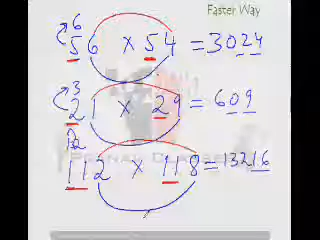 Faster Way
6
56 x 54 = 3024
3
21 x 29 = 609
12
112 x 118 = 13216